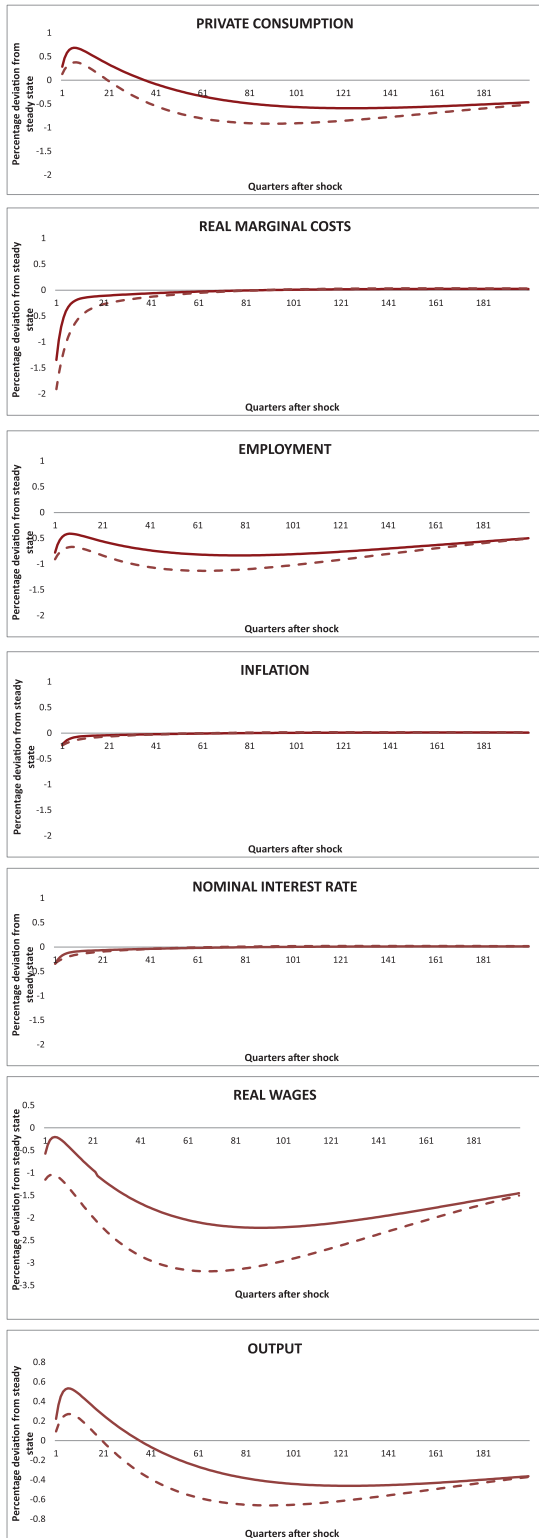 PRIVATE CONSUMPTION
Percentage deviation from
steady state
1
0.5
0
-0.5
-1
-1.5
-2
1 21 41 61 81 101 121 141 161 181
Quarters after shock
REAL MARGINAL COSTS
Percentage deviation from steady
state
1
0.5
0
-0.5
-1
-1.5
-2
1 21 41 61 81 101 121 141 161 181
Quarters after shock
EMPLOYMENT
Percentage deviation from steady
state
1
0.5
0
-0.5
-1
-1.5
-2
1 21 41 61 81 101 121 141 161 181
Quarters after shock
INFLATION
Percentage deviation from steady
state
1
0.5
0
-0.5
-1
-1.5
-2
1 21 41 61 81 101 121 141 161 181
Quarters after shock
NOMINAL INTEREST RATE
Percentage deviation from
steady state
1
0.5
0
-0.5
-1
-1.5
-2
1 21 41 61 81 101 121 141 161 181
Quarters after shock
REAL WAGES
Percentage deviation from steady state
0.5
0
-0.5
-1
-1.5
-2
-2.5
-3
-3.5
1 21 41 61 81 101 121 141 161 181
Quarters after shock
OUTPUT
Percentage deviation from steady
state
0.8
0.6
0.4
0.2
0
-0.2
-0.4
-0.6
-0.8
1 21 41 61 81 101 121 141 161 181
Quarters after shock